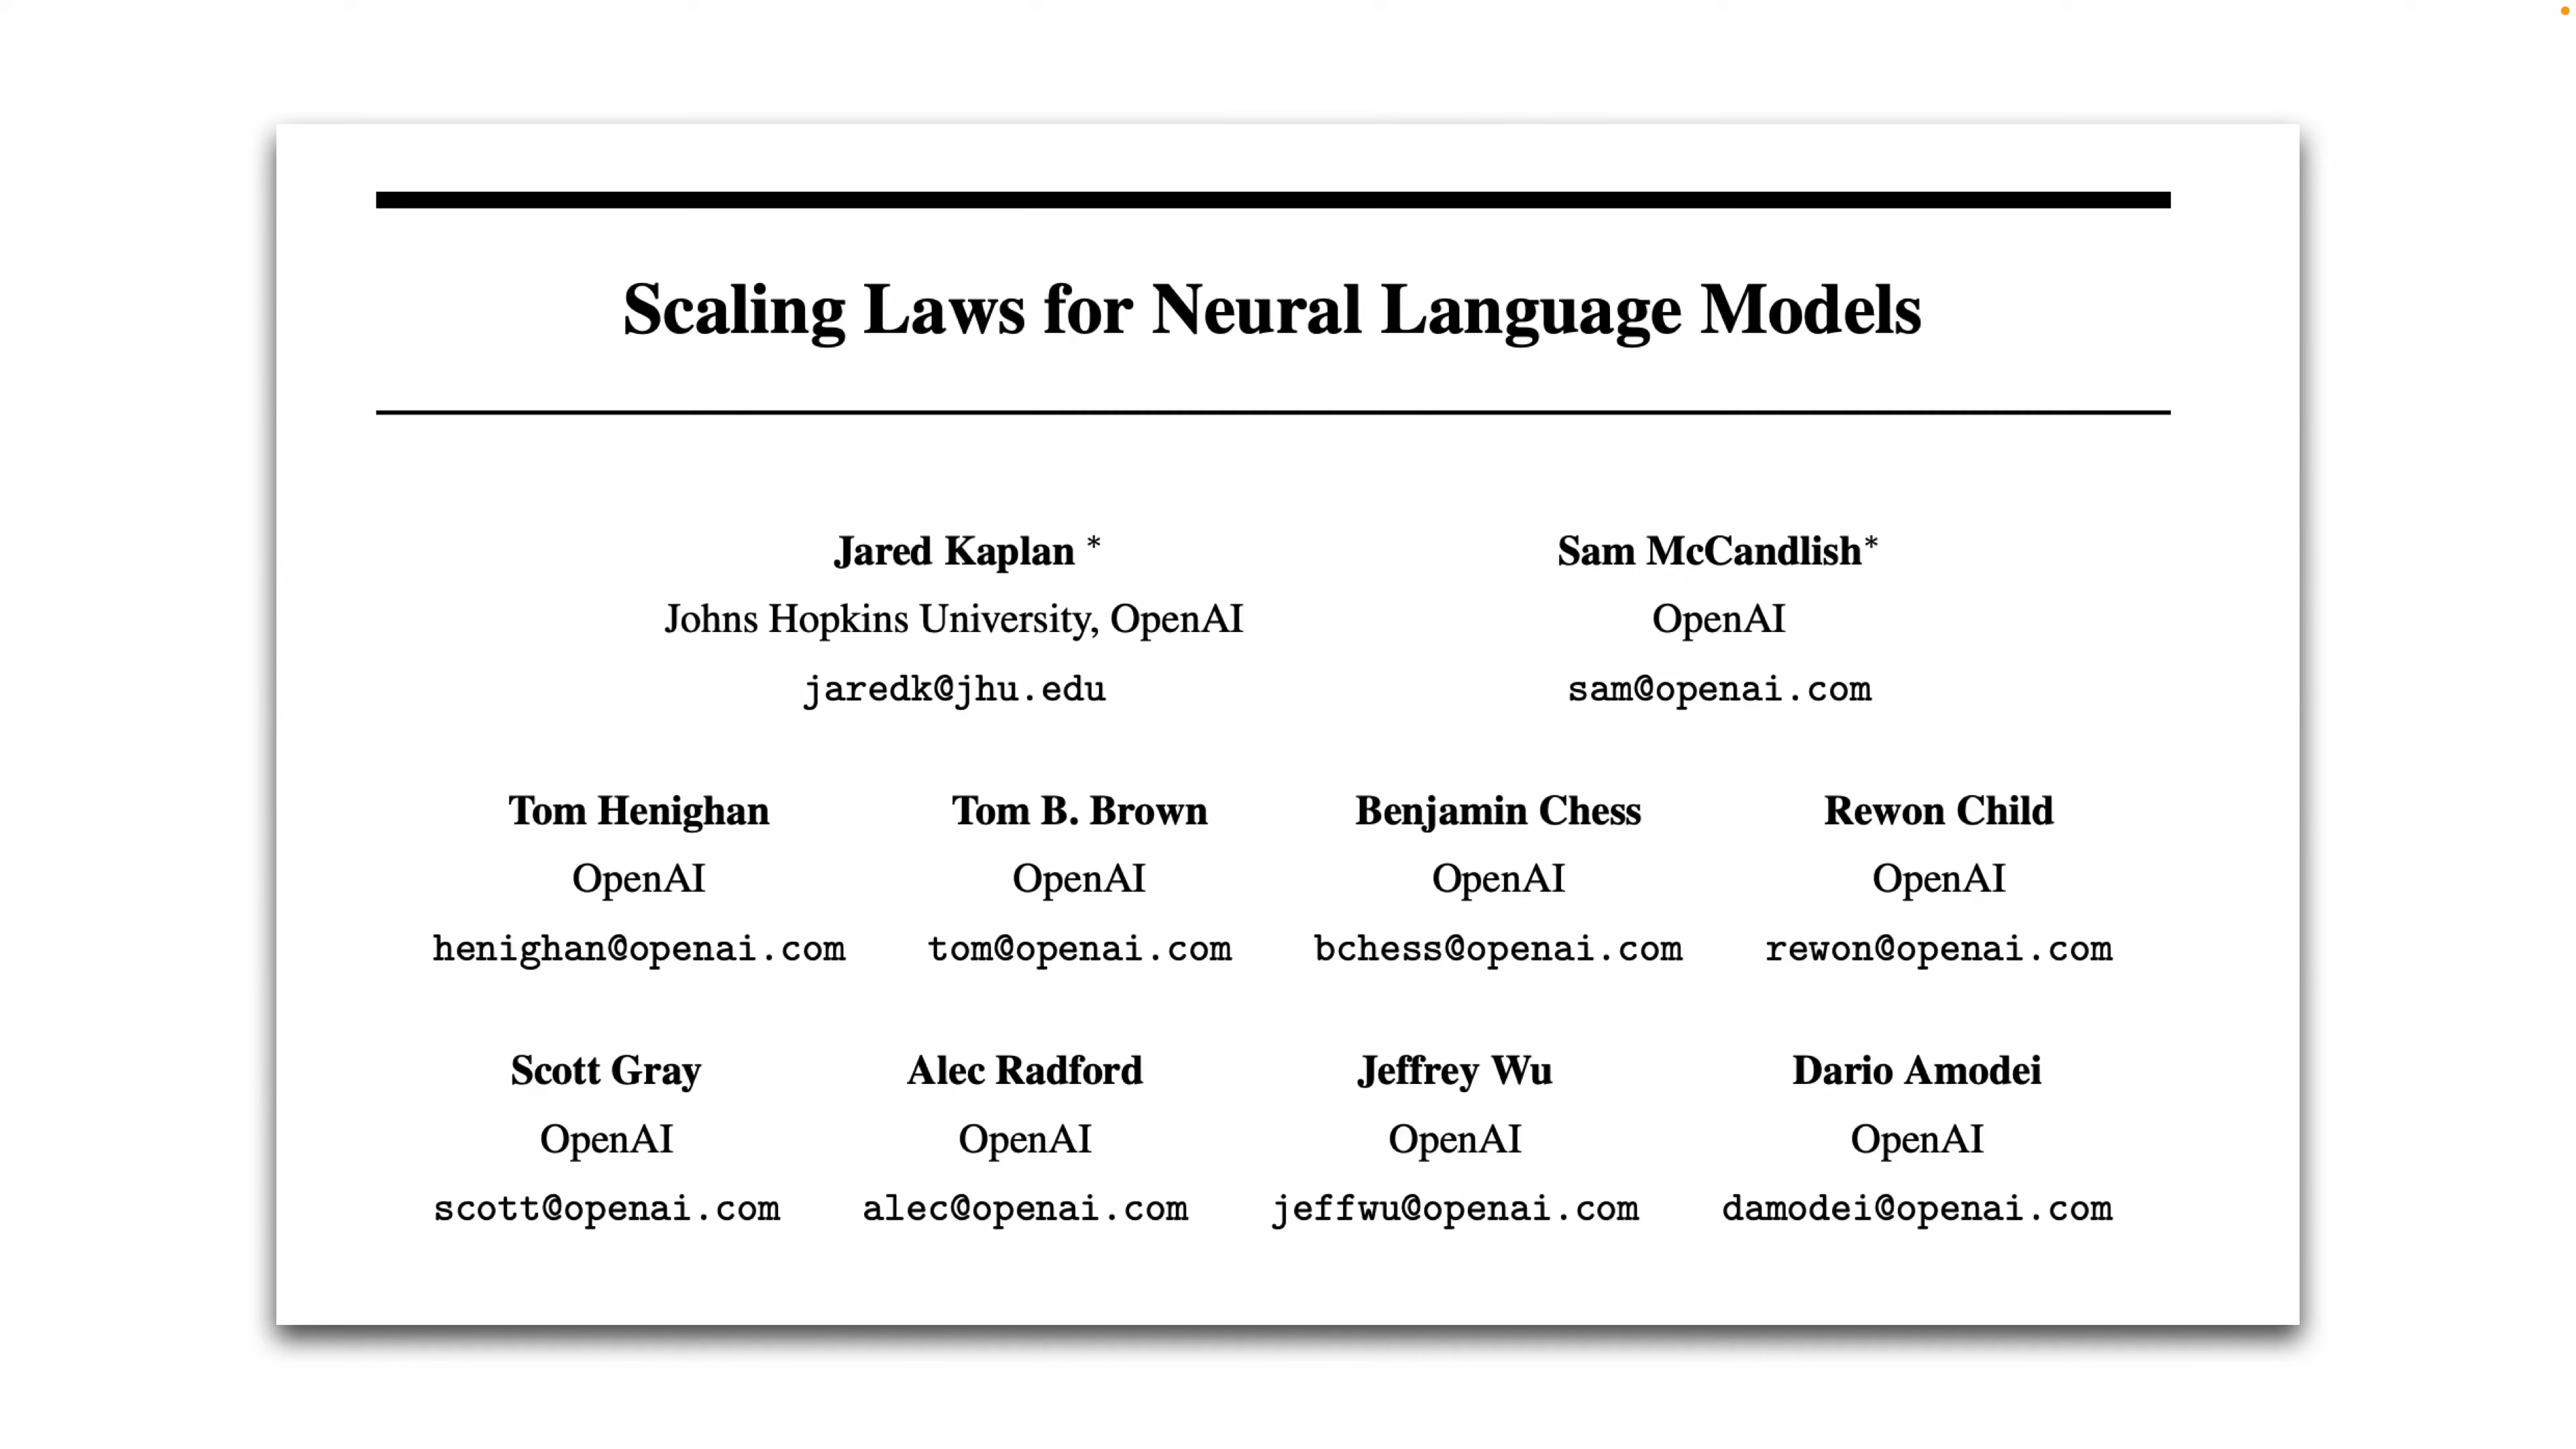 Scaling Laws for Neural Language Models
Jared Kaplan * Sam McCandlish*
Johns Hopkins University, OpenAI OpenAI
jaredk@jhu.edu sam@openai.com
Tom Henighan Tom B. Brown Benjamin Chess Rewon Child
OpenAI OpenAI OpenAI OpenAI
henighan@openai.com tom@openai.com bchess@openai.com rewon@openai.com
Scott Gray Alec Radford Jeffrey Wu Dario Amodei
OpenAI OpenAI OpenAI OpenAI
scott@openai.com alec@openai.com jeffwu@openai.com damodei@openai.com